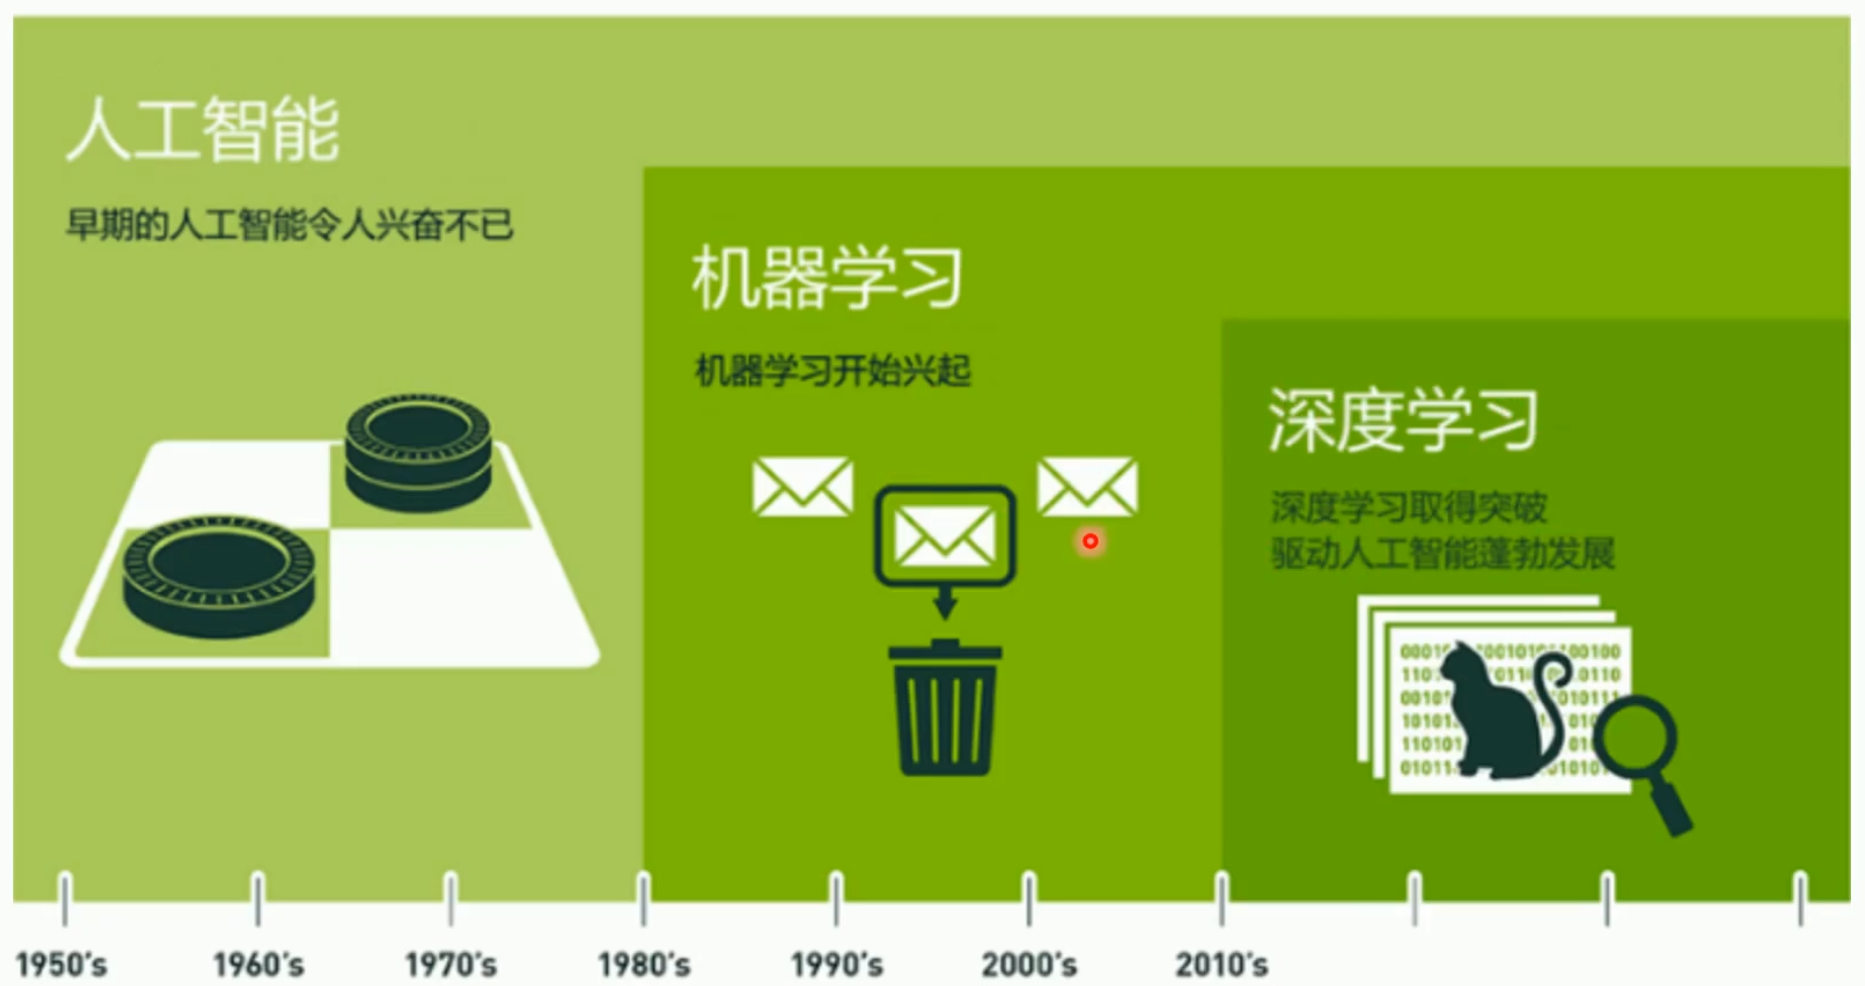 人工智能
早期的人工智能令人兴奋不已
机器学习
机器学习开始兴起
深度学习
深度学习取得突破
驱动人工智能蓬勃发展
1950's
1960's
1970's
1980's
1990's
2000's
2010's